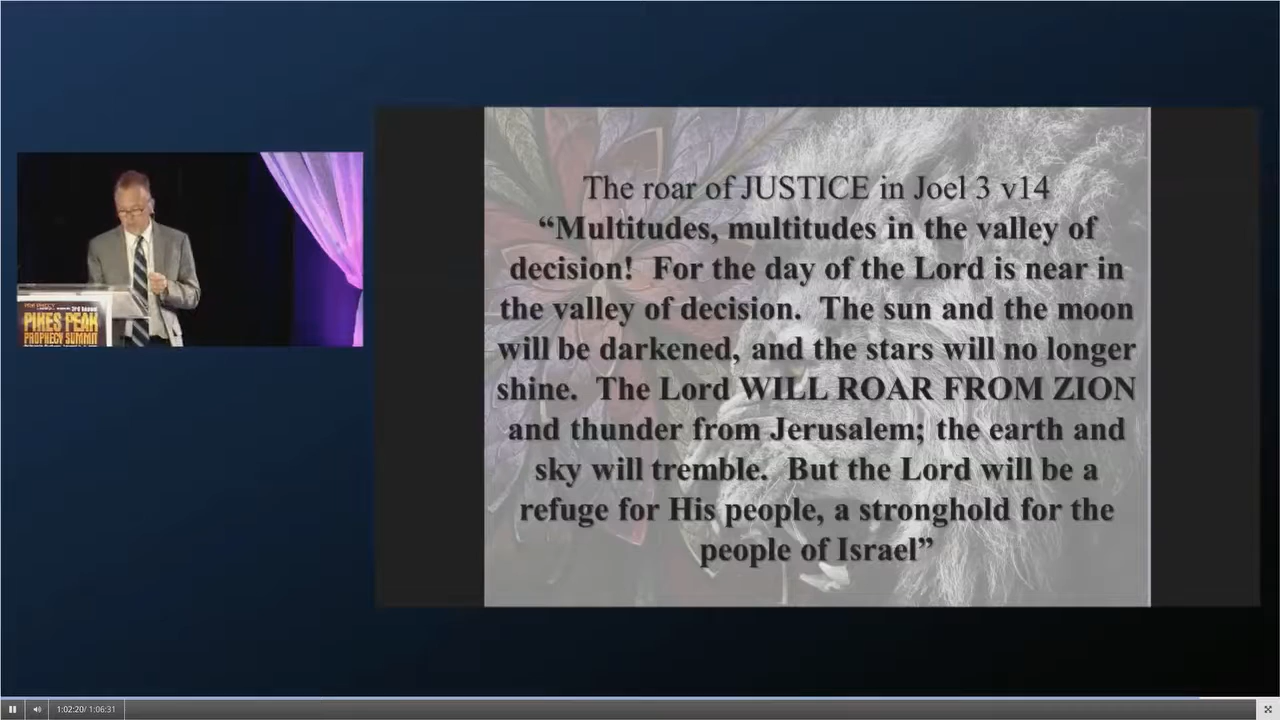 The roar of JUSTICE in Joel 3 v14
“Multitudes, multitudes in the valley of
decision!  For the day of the Lord is near in
the valley of decision.  The sun and the moon
will be darkened, and the stars will no longer
shine.  The Lord WILL ROAR FROM ZION
and thunder from Jerusalem; the earth and
sky will tremble.  But the Lord will be a
refuge for His people, a stronghold for the
people of Israel”
PIKES PEAK
PROPHECY SUMMIT
1:02:20/ 1:06:31